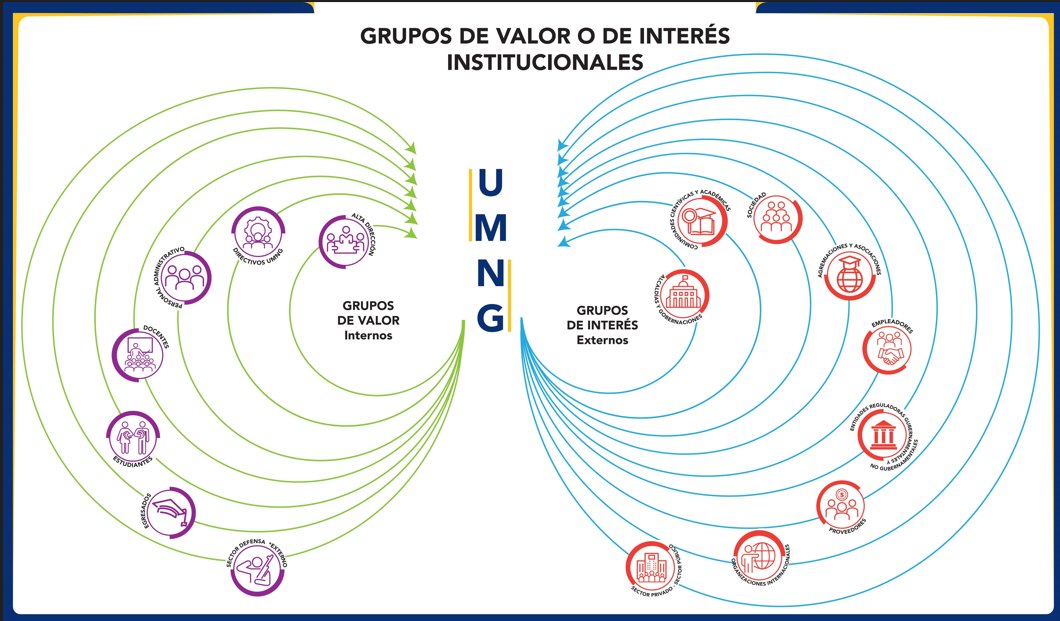 GRUPOS DE VALOR O DE INTERÉS
INSTITUCIONALES
U
M
N
G
GRUPOS
DE VALOR
Internos
ALTA DIRECCIÓN
DIRECTIVOS UMNG
PERSONAL ADMINISTRATIVO
DOCENTES
ESTUDIANTES
EGRESADOS
SECTOR DEFENSA *EXTERNO
GRUPOS
DE INTERÉS
Externos
ALCALDÍAS Y GOBERNACIONES
COMUNIDADES CIENTÍFICAS Y ACADÉMICAS
SOCIEDAD
AGREMIACIONES Y ASOCIACIONES
EMPLEADORES
ENTIDADES REGULADORAS GUBERNAMENTALES Y
NO GUBERNAMENTALES
$
PROVEEDORES
ORGANIZACIONES INTERNACIONALES
SECTOR PRIVADO - SECTOR PÚBLICO